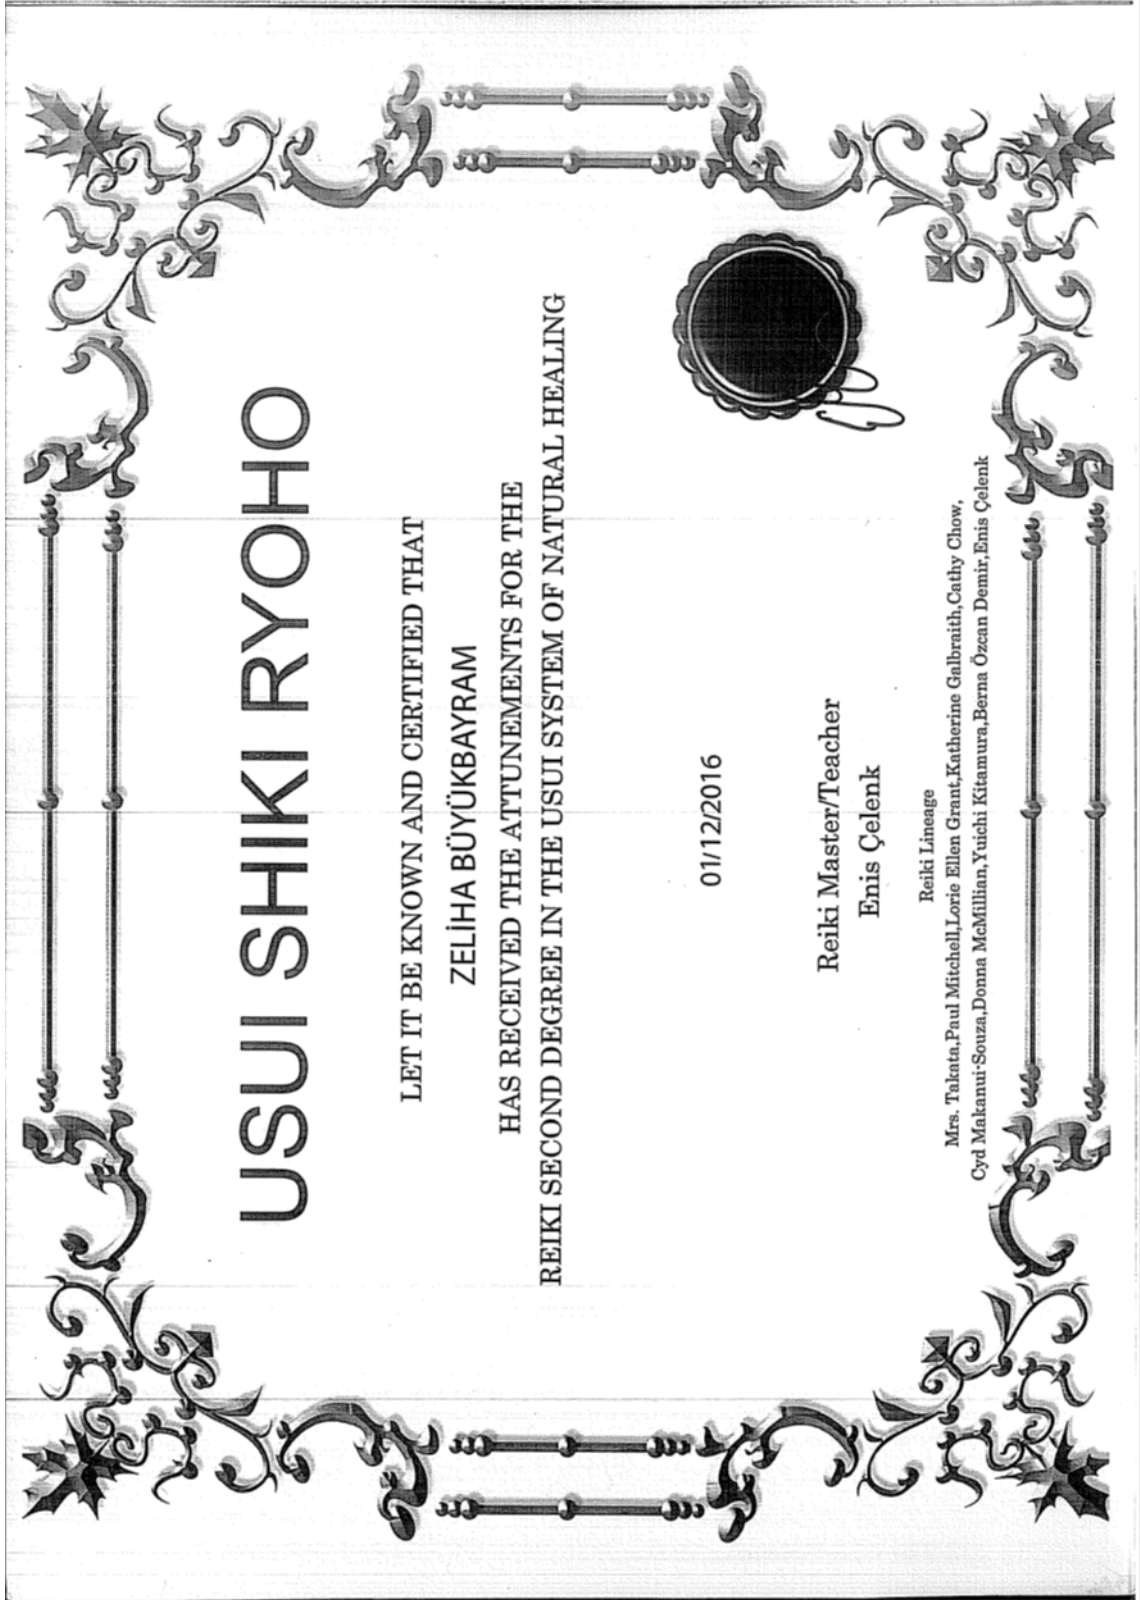 USUI SHIKI RYOHO
LET IT BE KNOWN AND CERTIFIED THAT
ZELİHA BÜYÜKBAYRAM
HAS RECEIVED THE ATTUNEMENTS FOR THE
REIKI SECOND DEGREE IN THE USUI SYSTEM OF NATURAL HEALING
01/12/2016
Reiki Master/Teacher
Enis Çelenk
Reiki Lineage
Mrs. Takata,Paul Mitchell,Lorie Ellen Grant,Katherine Galbraith,Cathy Chow,
Cyd Makanui-Souza,Donna McMillian,Yuichi Kitamura,Berna Özcan Demir,Enis Çelenk